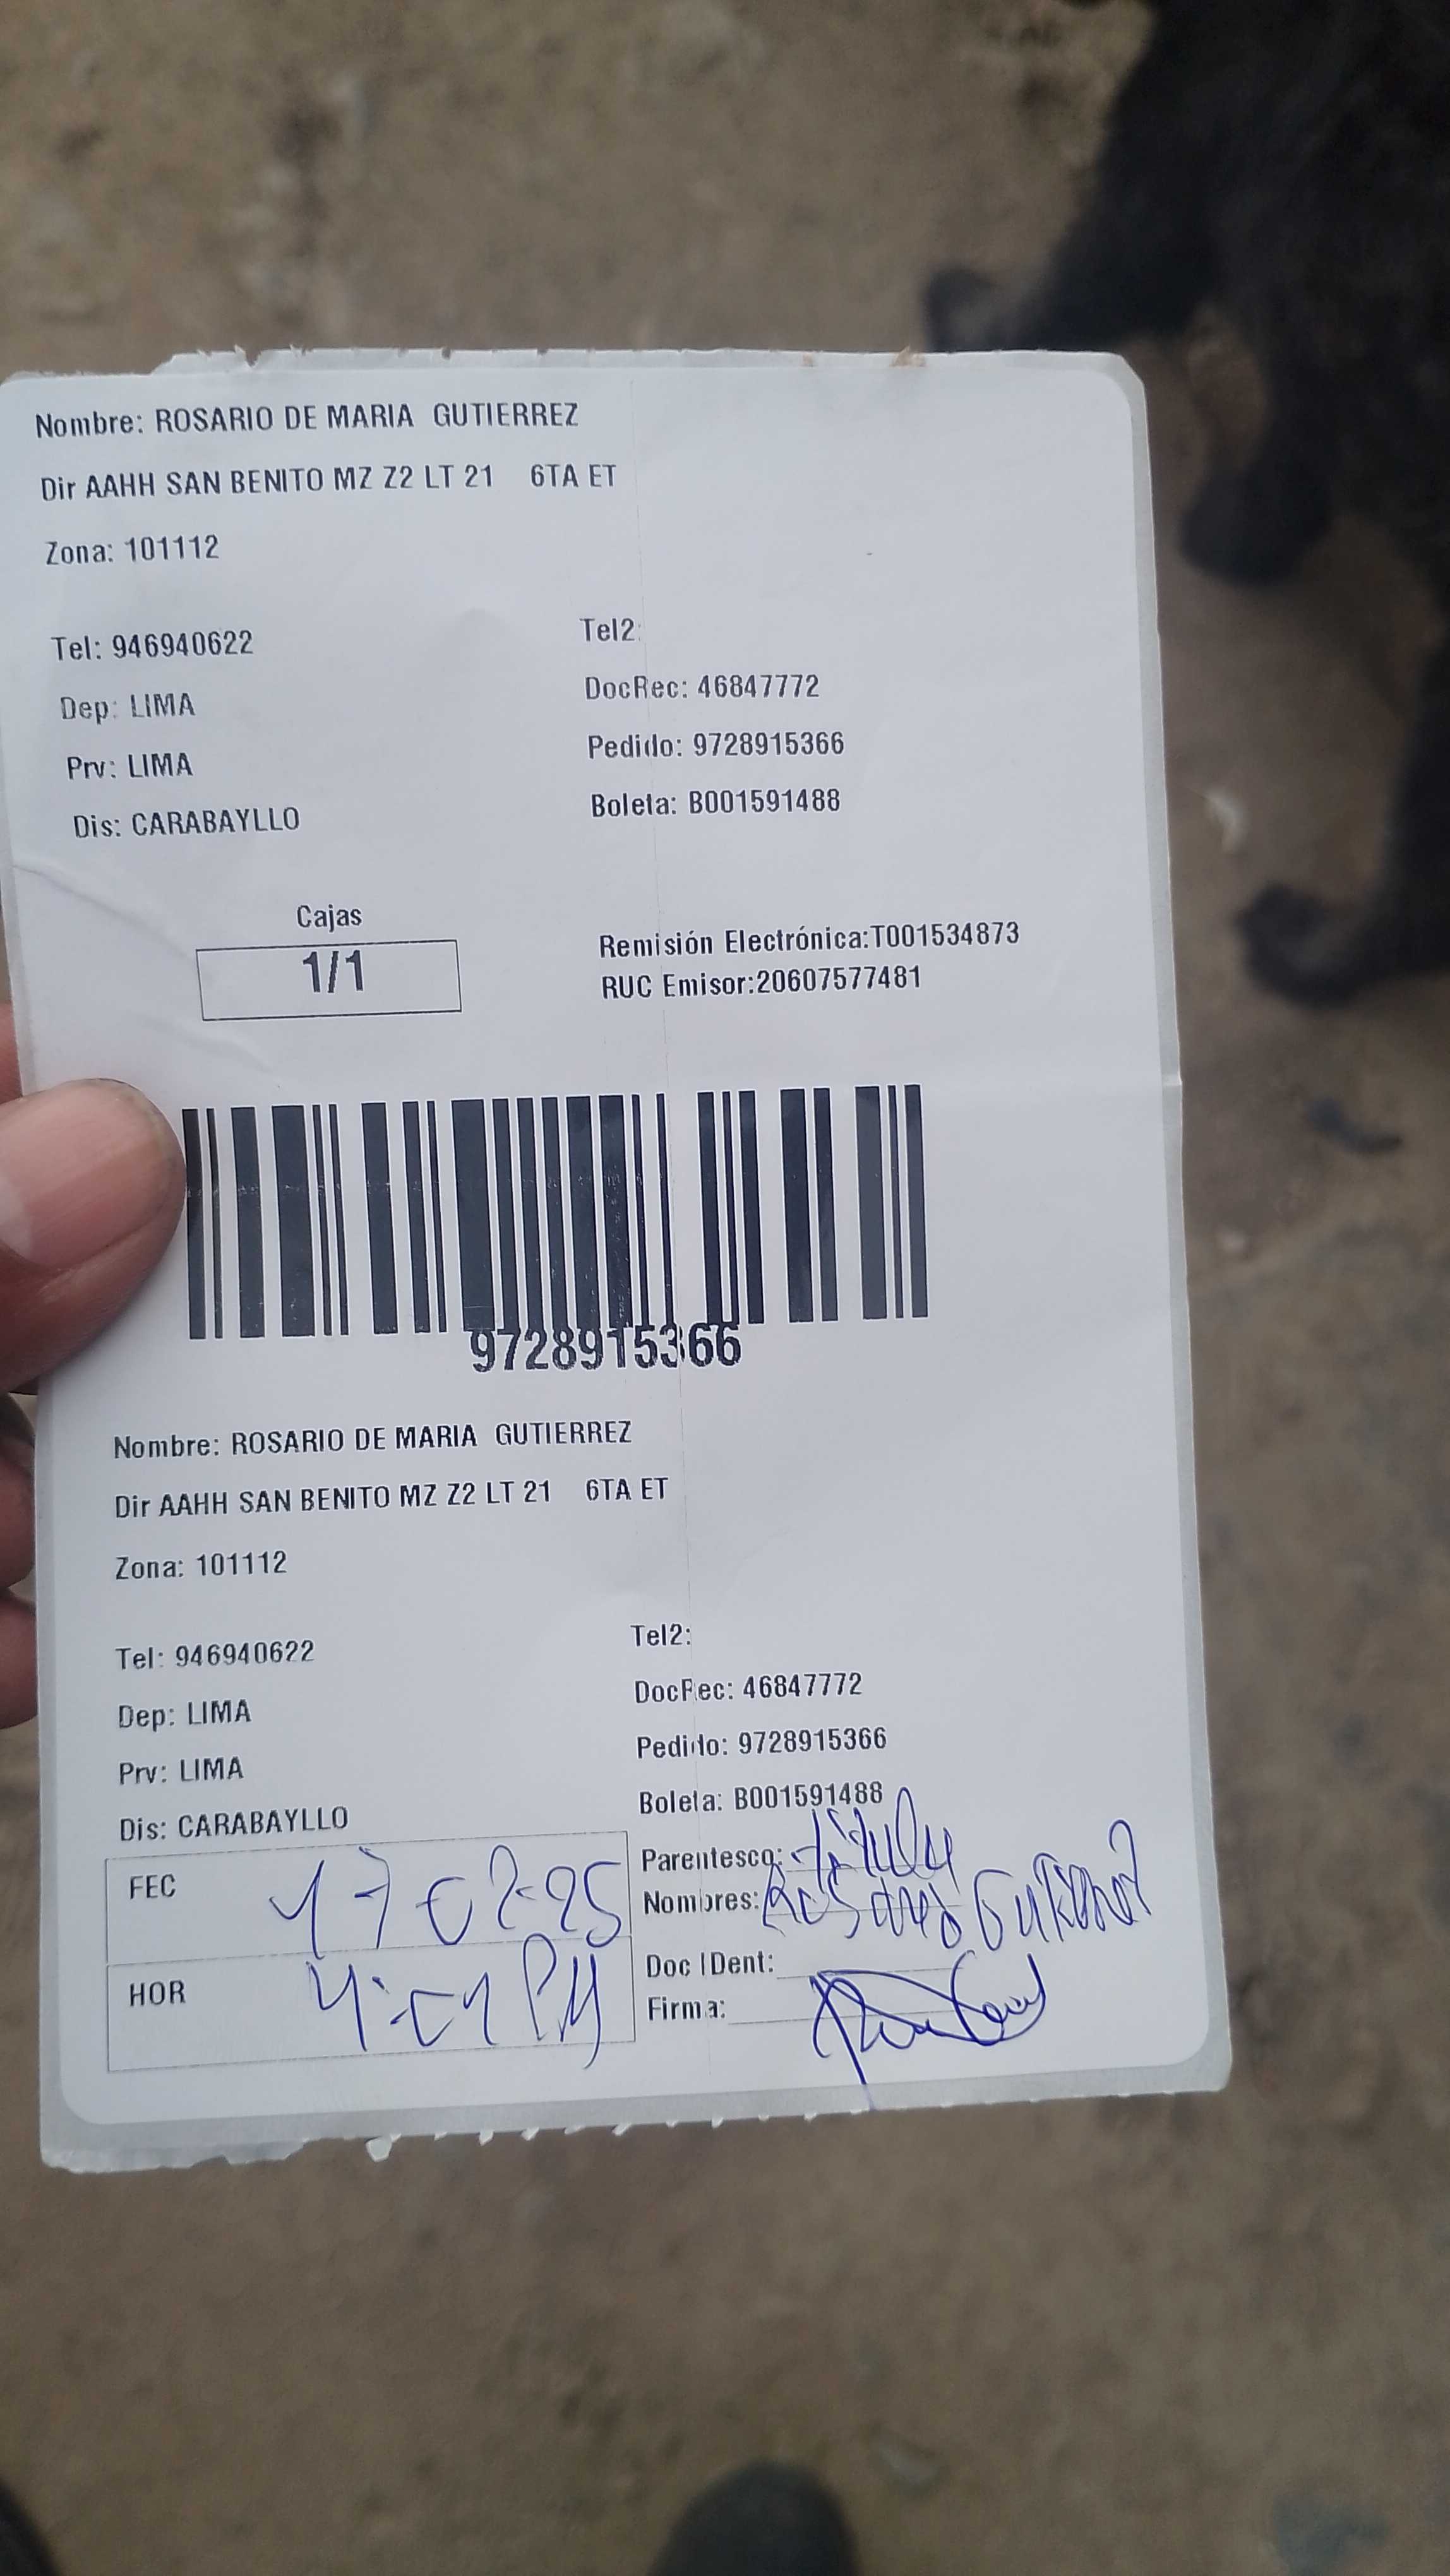 Nombre: ROSARIO DE MARIA GUTIERREZ
Dir AAHH SAN BENITO MZ Z2 LT 21 6TA ET
Zona: 101112
Tel: 946940622
Tel2:
Dep: LIMA
DocRec: 46847772
Prv: LIMA
Pedido: 9728915366
Dis: CARABAYLLO
Boleta: B001591488
Cajas
1/1
Remisión Electrónica:T001534873
RUC Emisor:20607577481
9728915366
Nombre: ROSARIO DE MARIA GUTIERREZ
Dir AAHH SAN BENITO MZ Z2 LT 21 6TA ET
Zona: 101112
Tel: 946940622
Tel2:
Dep: LIMA
DocRec: 46847772
Prv: LIMA
Pedido: 9728915366
Dis: CARABAYLLO
Boleta: B001591488
FEC
Parentesco:
Nombres:
HOR
Doc IDent:
Firma: